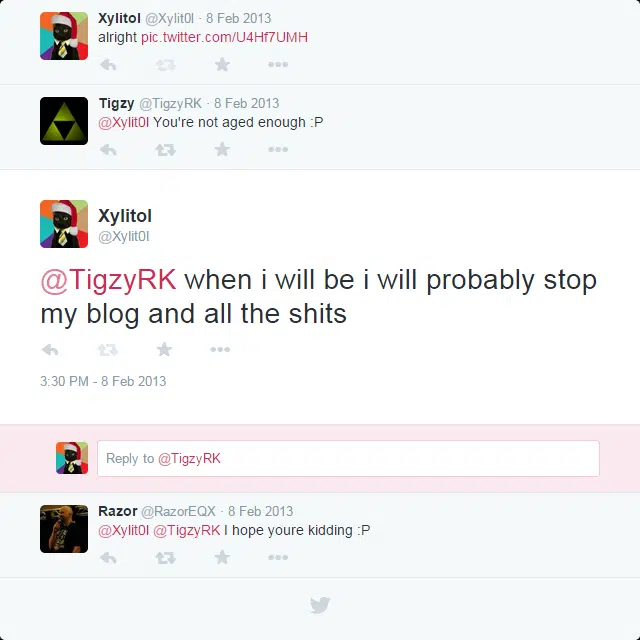 Xylitol @Xylit0l · 8 Feb 2013
alright pic.twitter.com/U4Hf7UMH
Tigzy @TigzyRK · 8 Feb 2013
@Xylit0l You're not aged enough :P
Xylitol
@Xylit0l
@TigzyRK when i will be i will probably stop
my blog and all the shits
3:30 PM - 8 Feb 2013
Reply to @TigzyRK
Razor @RazorEQX · 8 Feb 2013
@Xylit0l @TigzyRK I hope youre kidding :P